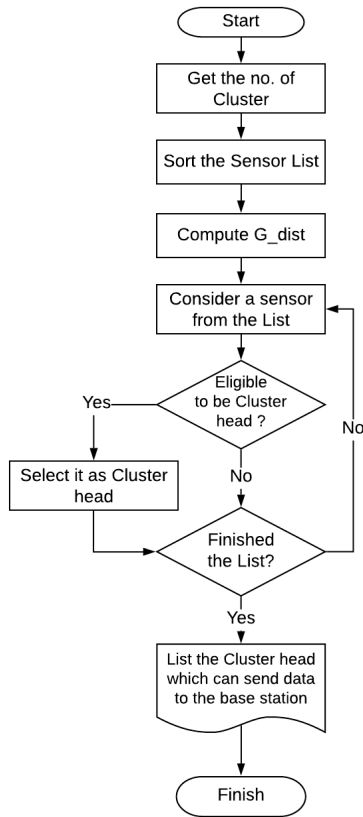 Start
Get the no. of
Cluster
Sort the Sensor List
Compute G_dist
Consider a sensor
from the List
Eligible
to be Cluster
head ?
Yes
No
No
Select it as Cluster
head
Finished
the List?
Yes
List the Cluster head
which can send data
to the base station
Finish